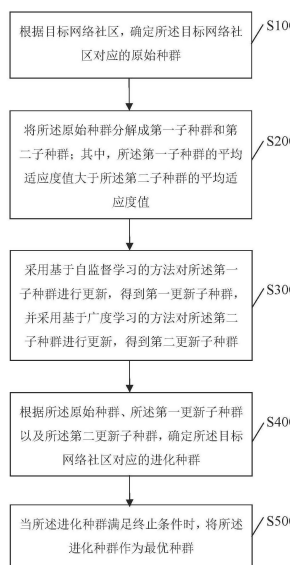 根据目标网络社区，确定所述目标网络社
区对应的原始种群
S100
将所述原始种群分解成第一子种群和第
二子种群；其中，所述第一子种群的平均
适应度值大于所述第二子种群的平均适
应度值
S200
采用基于自监督学习的方法对所述第一
子种群进行更新，得到第一更新子种群，
并采用基于广度学习的方法对所述第二
子种群进行更新，得到第二更新子种群
S300
根据所述原始种群、所述第一更新子种群
以及所述第二更新子种群，确定所述目标
网络社区对应的进化种群
S400
当所述进化种群满足终止条件时，将所述
进化种群作为最优种群
S500